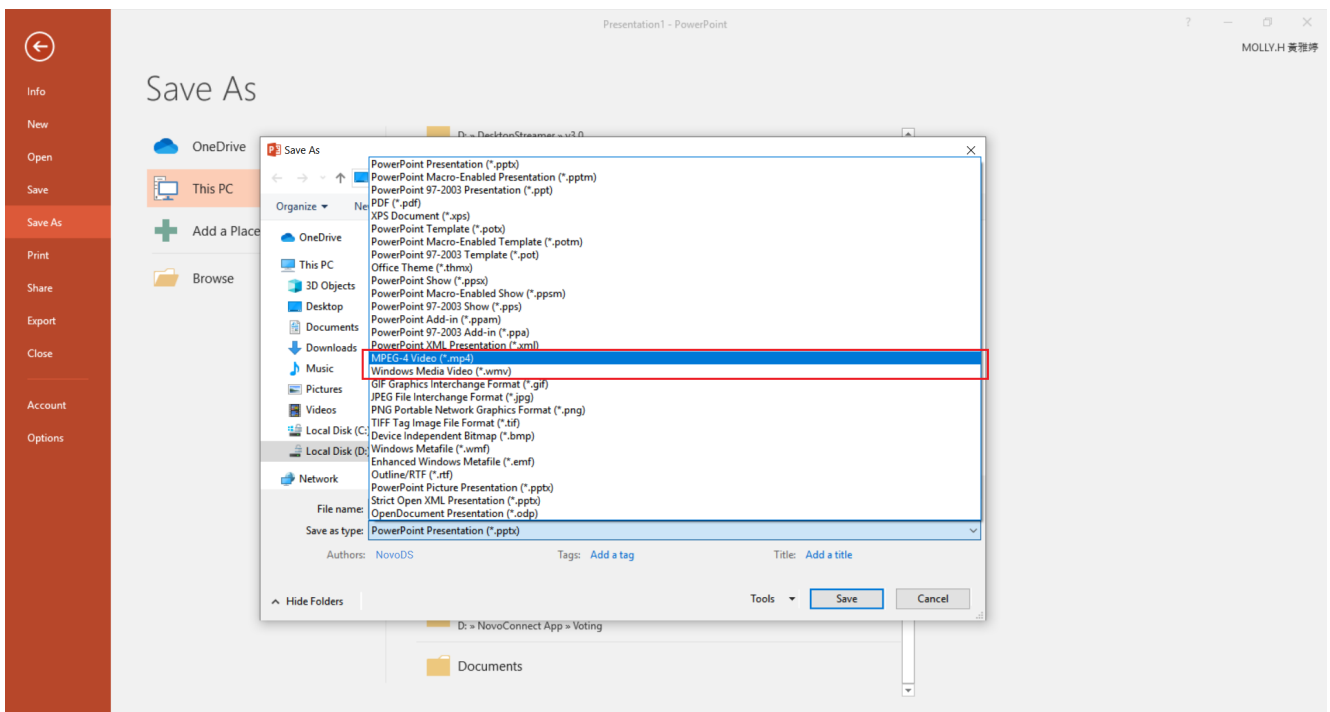 Presentation1 - PowerPoint
?
MOLLY.H 黃雅婷
Info
New
Open
Save
Save As
Print
Share
Export
Close
Account
Options
Save As
OneDrive
This PC
Add a Place
Browse
D: » DesktopStreamer » v3.0
Save As
Organize
Ne
OneDrive
This PC
3D Objects
Desktop
Documents
Downloads
Music
Pictures
Videos
Local Disk (C:
Local Disk (D:
Network
PowerPoint Presentation (*.pptx)
PowerPoint Macro-Enabled Presentation (*.pptm)
PowerPoint 97-2003 Presentation (*.ppt)
PDF (*.pdf)
XPS Document (*.xps)
PowerPoint Template (*.potx)
PowerPoint Macro-Enabled Template (*.potm)
PowerPoint 97-2003 Template (*.pot)
Office Theme (*.thmx)
PowerPoint Show (*.ppsx)
PowerPoint Macro-Enabled Show (*.ppsm)
PowerPoint 97-2003 Show (*.pps)
PowerPoint Add-in (*.ppam)
PowerPoint 97-2003 Add-in (*.ppa)
PowerPoint XML Presentation (*.xml)
MPEG-4 Video (*.mp4)
Windows Media Video (*.wmv)
GIF Graphics Interchange Format (*.gif)
JPEG File Interchange Format (*.jpg)
PNG Portable Network Graphics Format (*.png)
TIFF Tag Image File Format (*.tif)
Device Independent Bitmap (*.bmp)
Windows Metafile (*.wmf)
Enhanced Windows Metafile (*.emf)
Outline/RTF (*.rtf)
PowerPoint Picture Presentation (*.pptx)
Strict Open XML Presentation (*.pptx)
OpenDocument Presentation (*.odp)
File name:
Save as type: PowerPoint Presentation (*.pptx)
Authors: NovoDS Tags: Add a tag Title: Add a title
Hide Folders Tools Save Cancel
D: » NovoConnect App » Voting
Documents